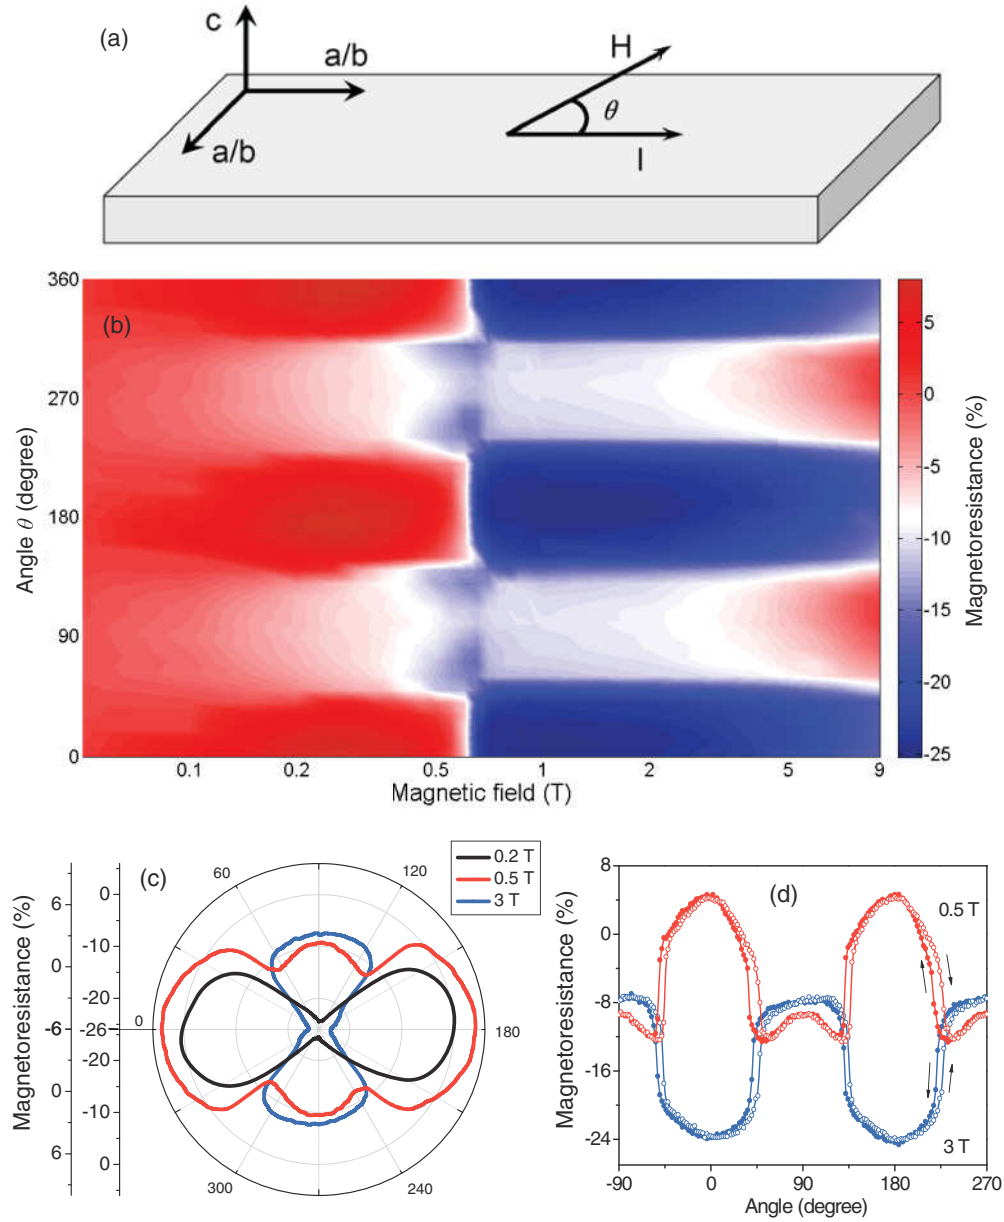 (a)
c
a/b
a/b
H
θ
I
(b)
360
270
180
90
0
Angle θ (degree)
0.1
0.2
0.5
1
2
5
9
Magnetic field (T)
5
0
-5
-10
-15
-20
-25
Magnetoresistance (%)
(c)
0.2 T
0.5 T
3 T
Magnetoresistance (%)
6
0
-6
0
6
Magnetoresistance (%)
0
-10
-20
-26
-20
-10
0
0
60
120
180
240
300
(d)
0.5 T
3 T
Magnetoresistance (%)
8
0
-8
-16
-24
-90
0
90
180
270
Angle (degree)